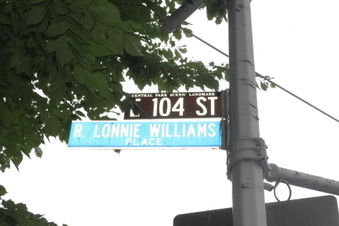 CENTRAL PARK SCENIC LANDMARK
E 104 ST
R. LONNIE WILLIAMS
PLACE